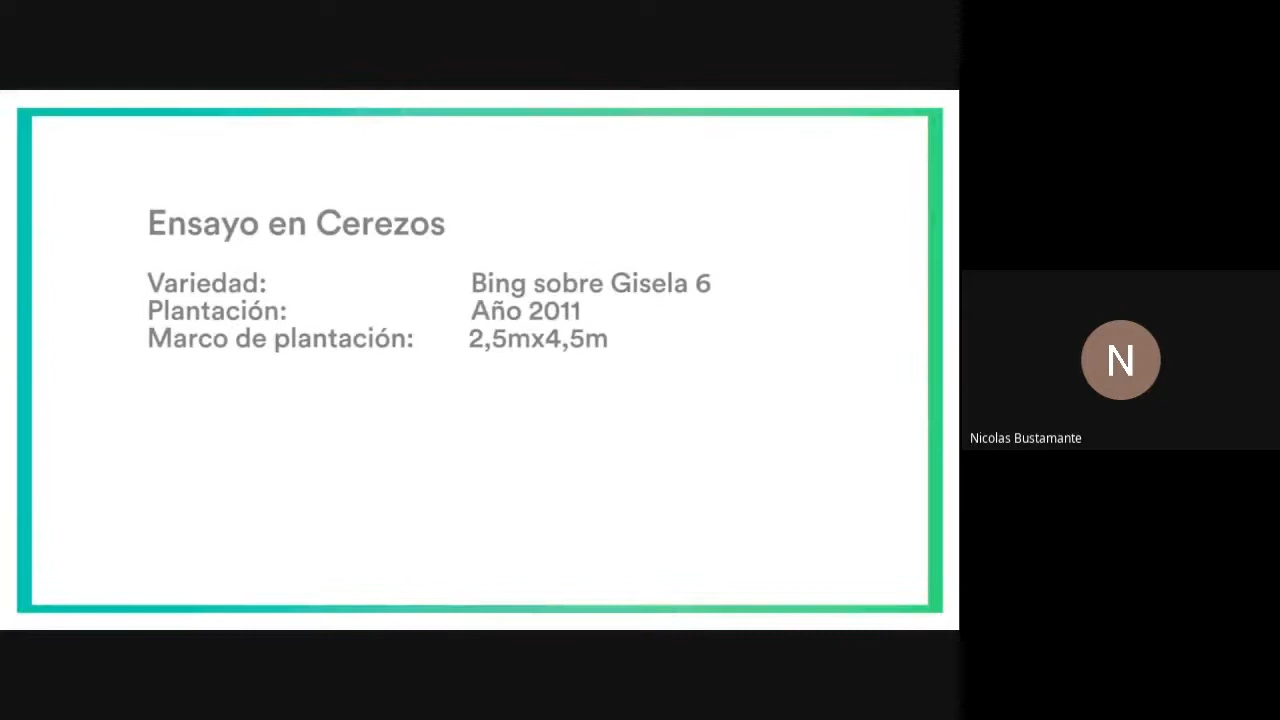 Ensayo en Cerezos
Variedad: Bing sobre Gisela 6
Plantación: Año 2011
Marco de plantación: 2,5mx4,5m
N
Nicolas Bustamante